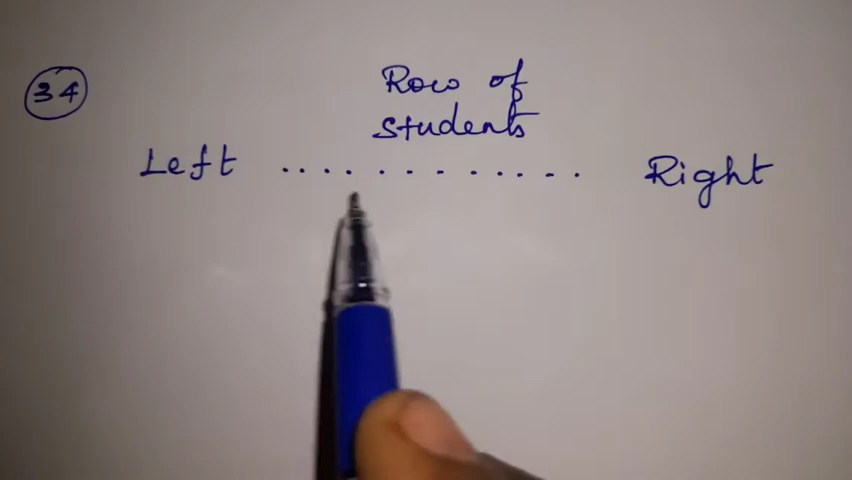 34
Row of
students
Left ............ Right